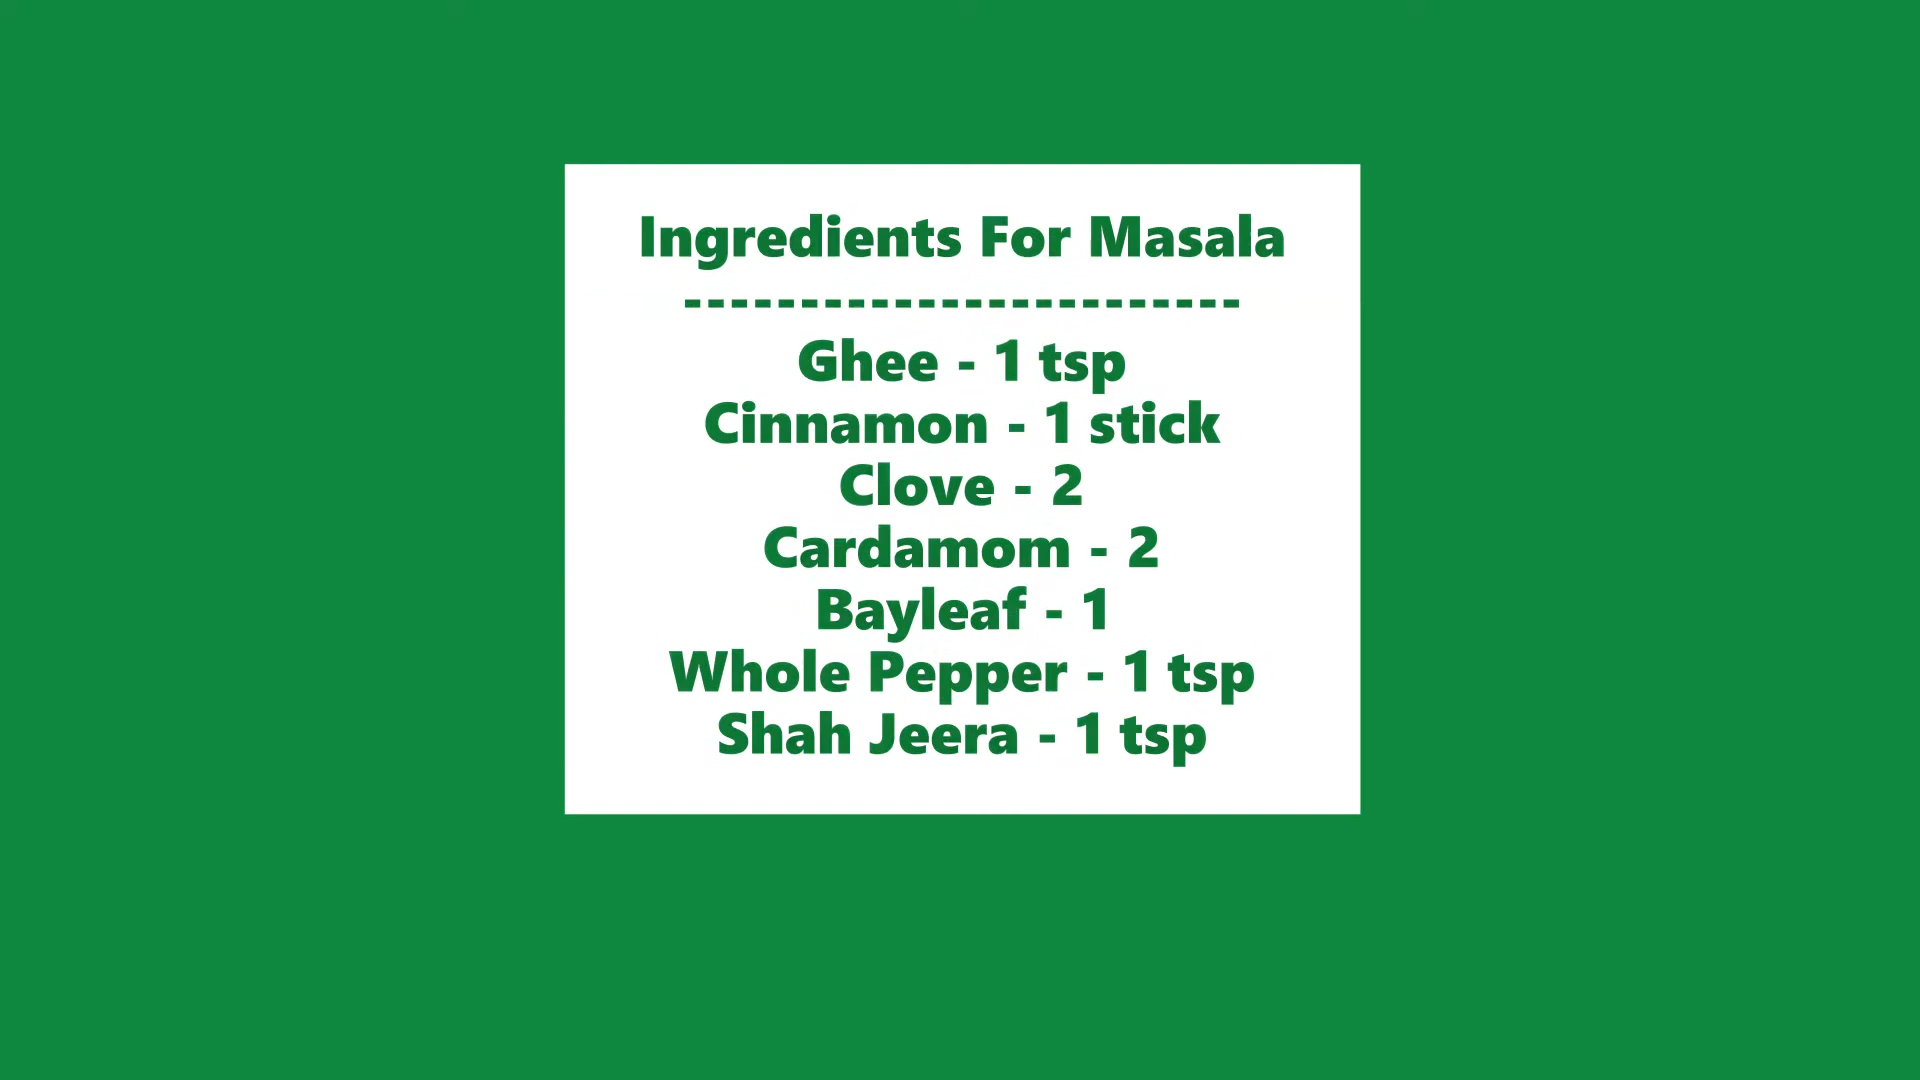 Ingredients For Masala
------------------------
Ghee - 1 tsp
Cinnamon - 1 stick
Clove - 2
Cardamom - 2
Bayleaf - 1
Whole Pepper - 1 tsp
Shah Jeera - 1 tsp